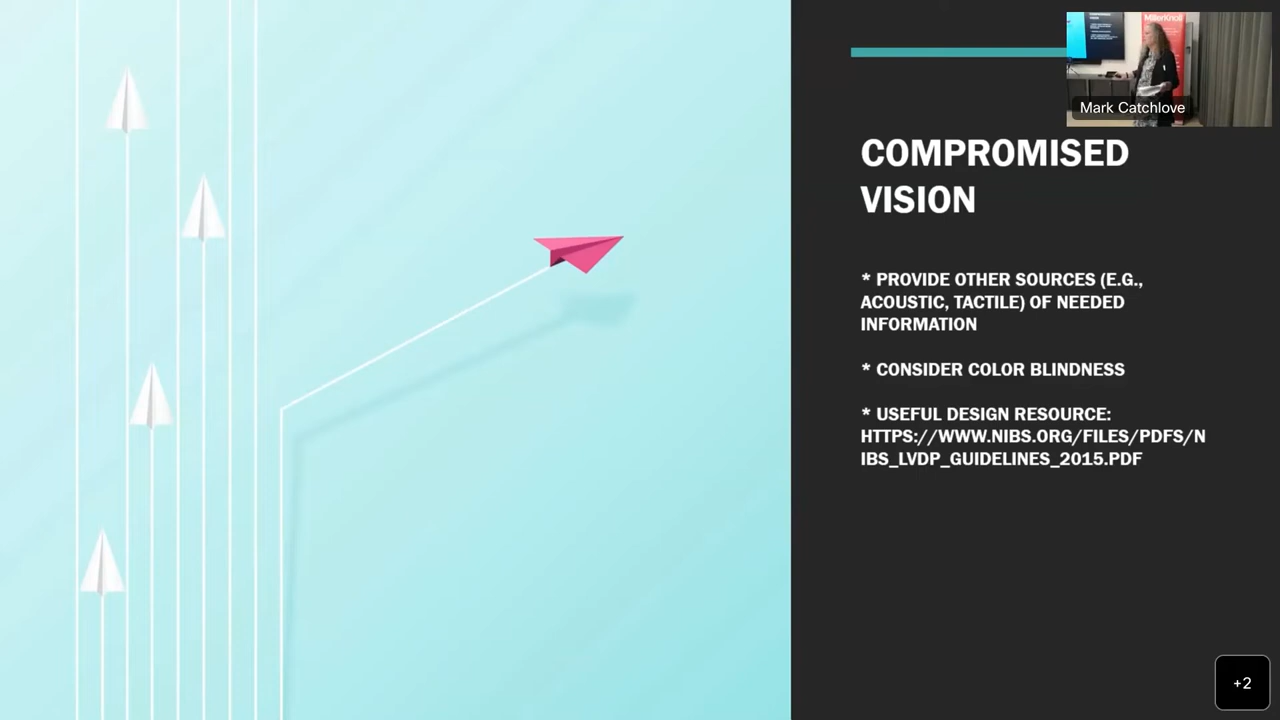 MillerKnoll
Mark Catchlove
COMPROMISED
VISION
* PROVIDE OTHER SOURCES (E.G.,
ACOUSTIC, TACTILE) OF NEEDED
INFORMATION
* CONSIDER COLOR BLINDNESS
* USEFUL DESIGN RESOURCE:
HTTPS://WWW.NIBS.ORG/FILES/PDFS/N
IBS_LVDP_GUIDELINES_2015.PDF
+2